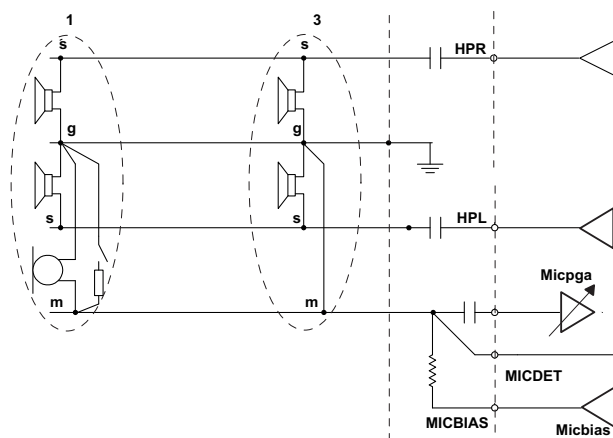 1 3
s s
HPR
g g
s s
HPL
Micpga
m m
MICDET
MICBIAS Micbias